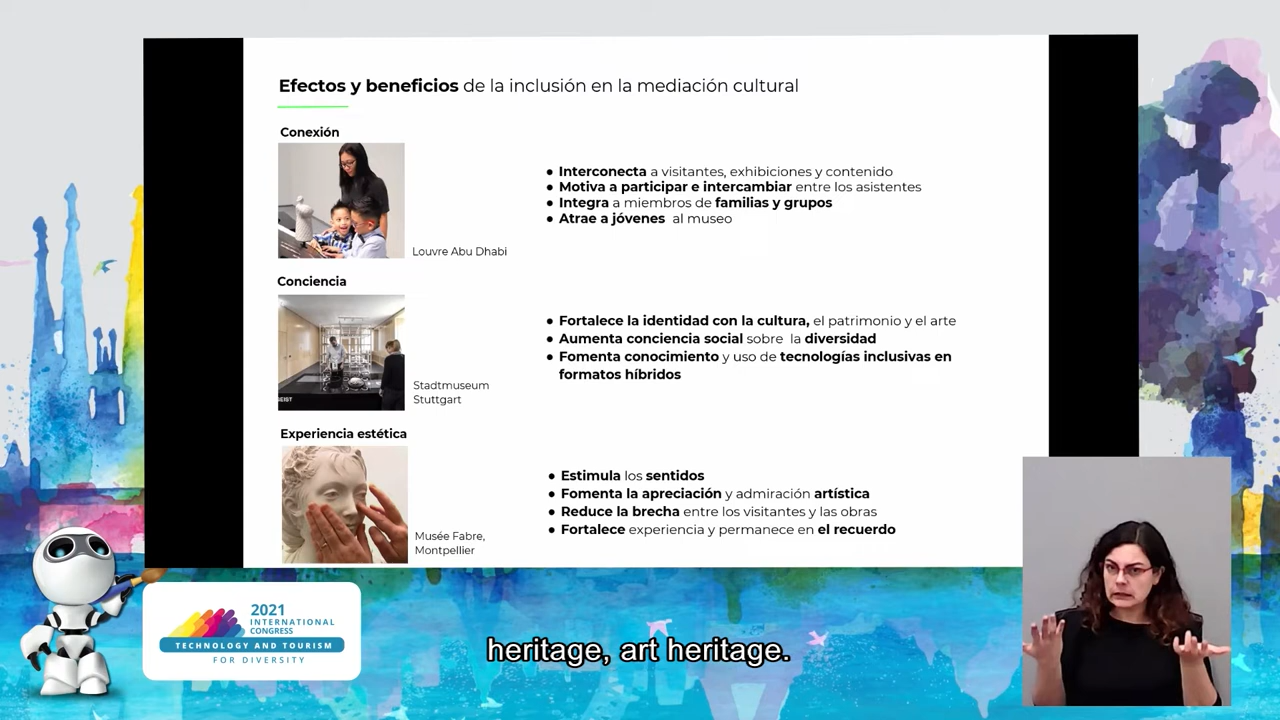 Efectos y beneficios de la inclusión en la mediación cultural
Conexión
Louvre Abu Dhabi
● Interconecta a visitantes, exhibiciones y contenido
● Motiva a participar e intercambiar entre los asistentes
● Integra a miembros de familias y grupos
● Atrae a jóvenes al museo
Conciencia
Stadtmuseum
Stuttgart
● Fortalece la identidad con la cultura, el patrimonio y el arte
● Aumenta conciencia social sobre la diversidad
● Fomenta conocimiento y uso de tecnologías inclusivas en
formatos híbridos
Experiencia estética
Musée Fabre,
Montpellier
● Estimula los sentidos
● Fomenta la apreciación y admiración artística
● Reduce la brecha entre los visitantes y las obras
● Fortalece experiencia y permanece en el recuerdo
2021
INTERNATIONAL
CONGRESS
TECHNOLOGY AND TOURISM
FOR DIVERSITY
heritage, art heritage.